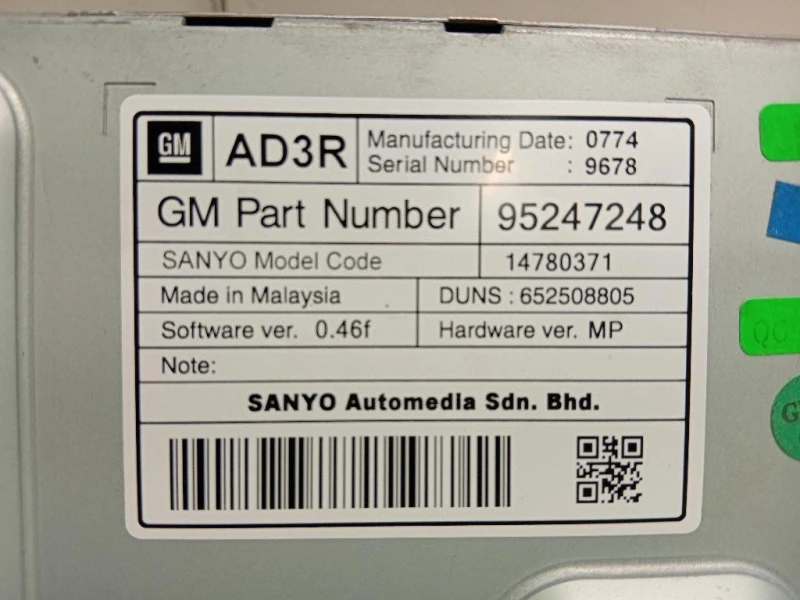 GM AD3R Manufacturing Date: 0774
Serial Number : 9678
GM Part Number 95247248
SANYO Model Code 14780371
Made in Malaysia DUNS : 652508805
Software ver. 0.46f Hardware ver. MP
Note:
SANYO Automedia Sdn. Bhd.
QC